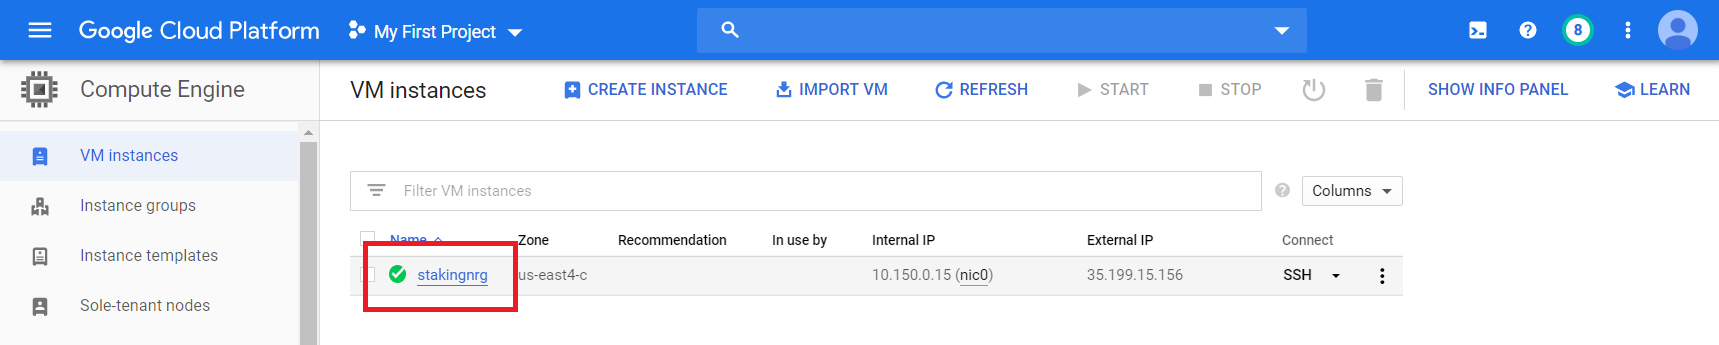 Google Cloud Platform My First Project 8
Compute Engine VM instances CREATE INSTANCE IMPORT VM REFRESH START STOP SHOW INFO PANEL LEARN
VM instances
Instance groups
Instance templates
Sole-tenant nodes
Filter VM instances ? Columns
Name Zone Recommendation In use by Internal IP External IP Connect
stakingnrg us-east4-c 10.150.0.15 (nic0) 35.199.15.156 SSH